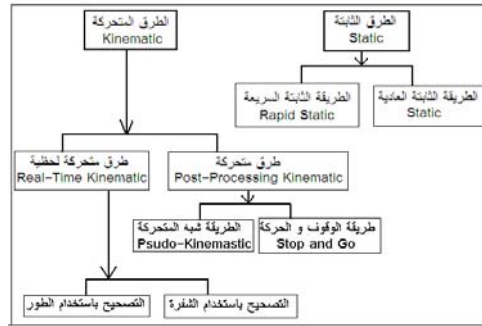 الطرق المتحركة
Kinematic
الطرق الثابتة
Static
الطريقة الثابتة السريعة
Rapid Static
الطريقة الثابتة العادية
Static
طرق متحركة لحظية
Real-Time Kinematic
طرق متحركة
Post-Processing Kinematic
الطريقة شبه المتحركة
Psudo-Kinemastic
طريقة الوقوف و الحركة
Stop and Go
التصحيح باستخدام الطور
التصحيح باستخدام الشفرة